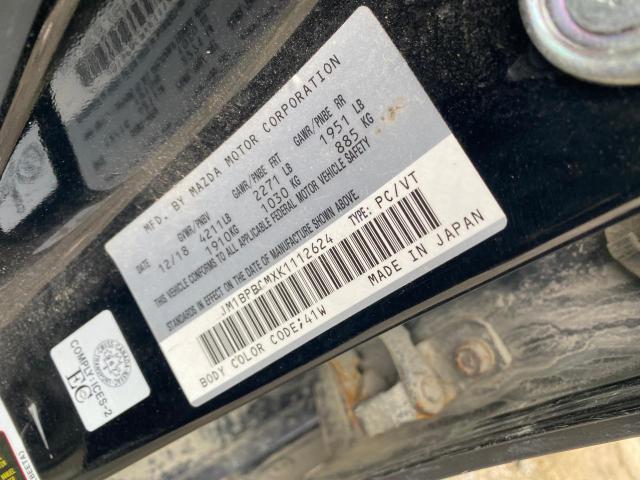 MFD. BY MAZDA MOTOR CORPORATION
DATE GVWR/PNBV GAWR/PNBE FRT GAWR/PNBE RR
12/18 4211LB 2271 LB 1951 LB
1910KG 1030 KG 885 KG
THIS VEHICLE CONFORMS TO ALL APPLICABLE FEDERAL MOTOR VEHICLE SAFETY
STANDARDS IN EFFECT ON THE DATE OF MANUFACTURE SHOWN ABOVE
JM1BPBCMXK1112624 TYPE: PC/VT
BODY COLOR CODE;41W MADE IN JAPAN
COMPLY-ICES-2
EC